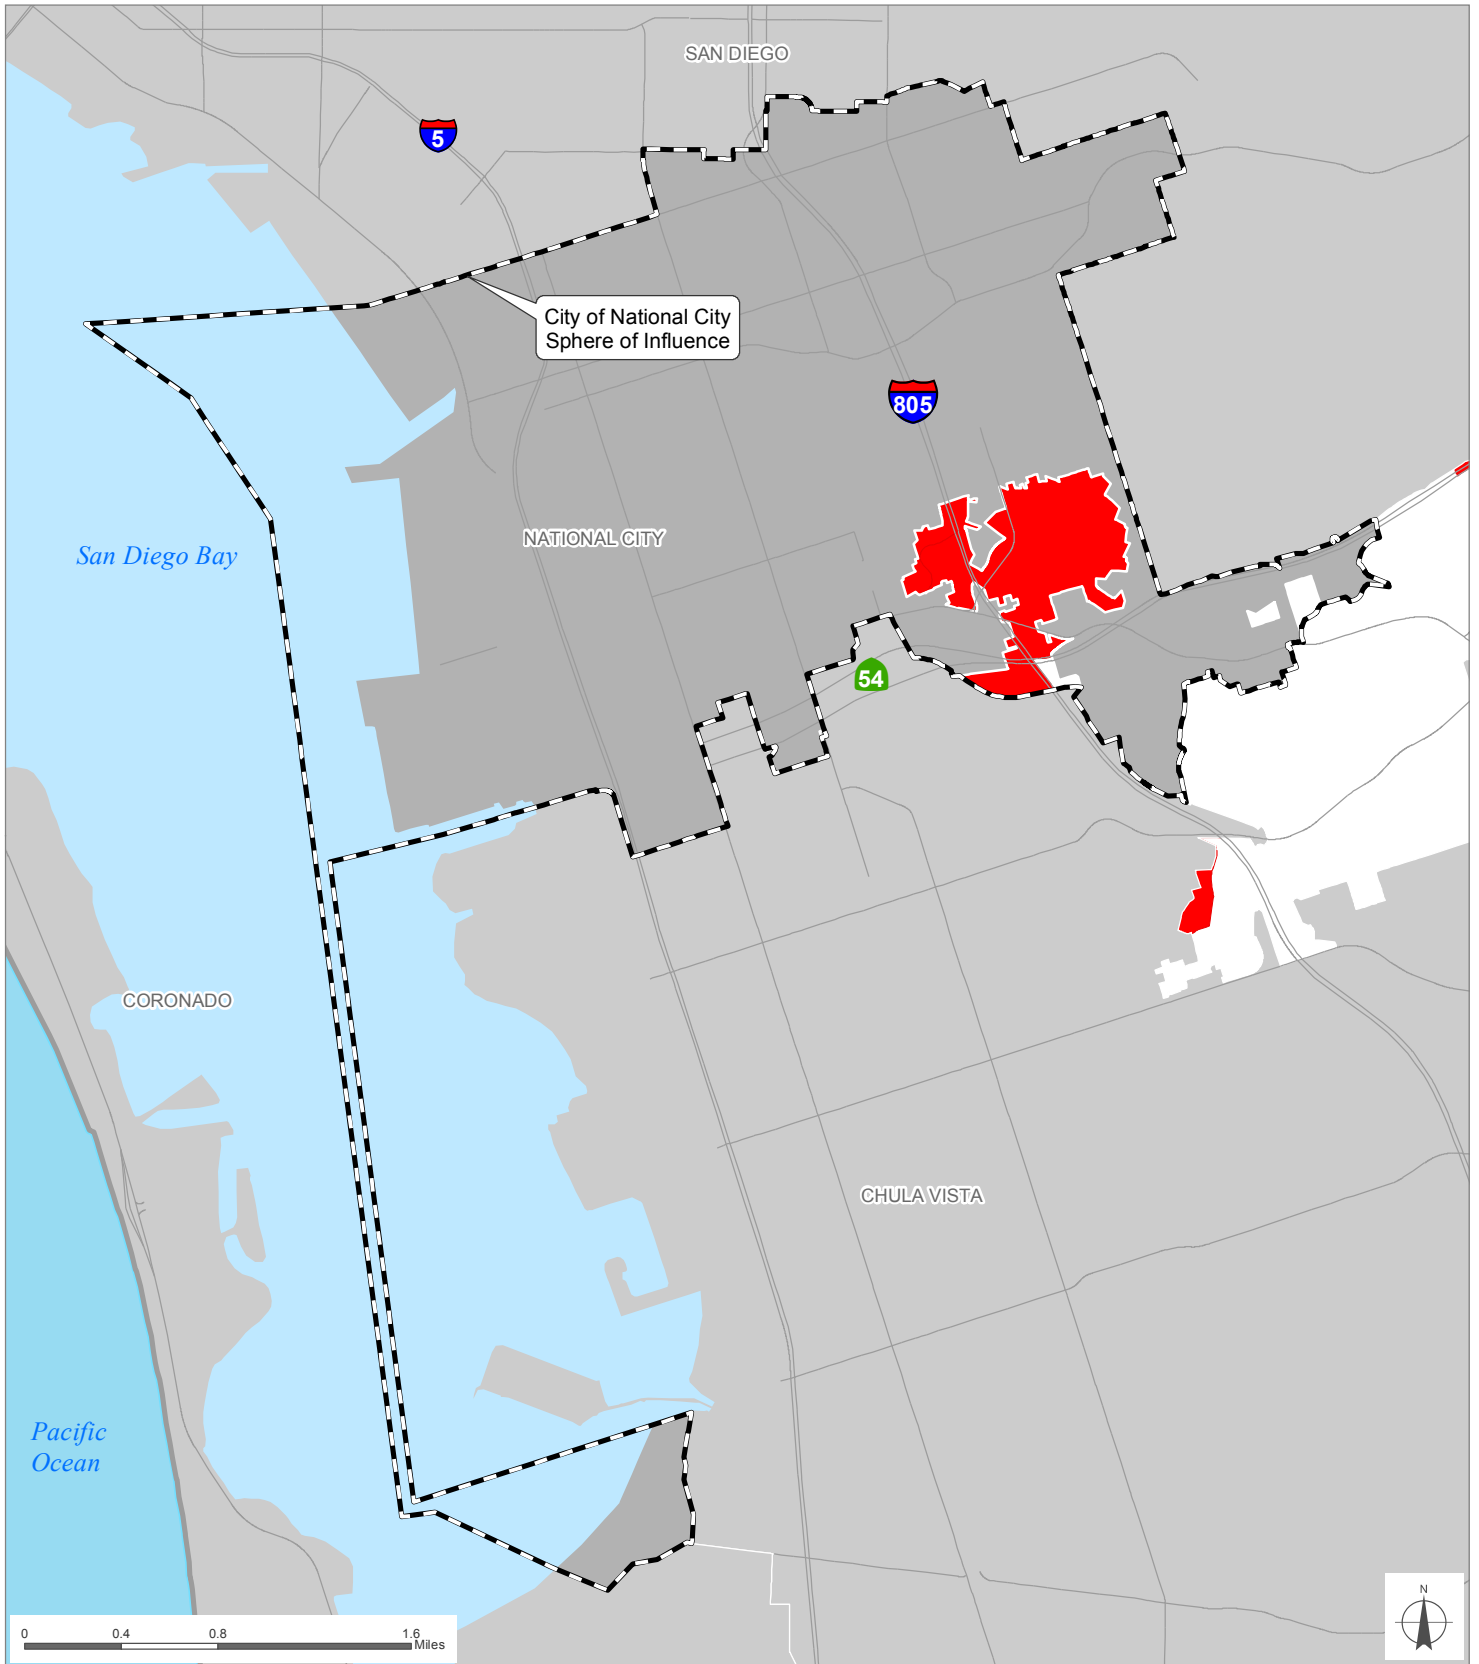 SAN DIEGO
5
City of National City
Sphere of Influence
805
NATIONAL CITY
San Diego Bay
54
CORONADO
CHULA VISTA
Pacific
Ocean
N
0 0.4 0.8 1.6
Miles